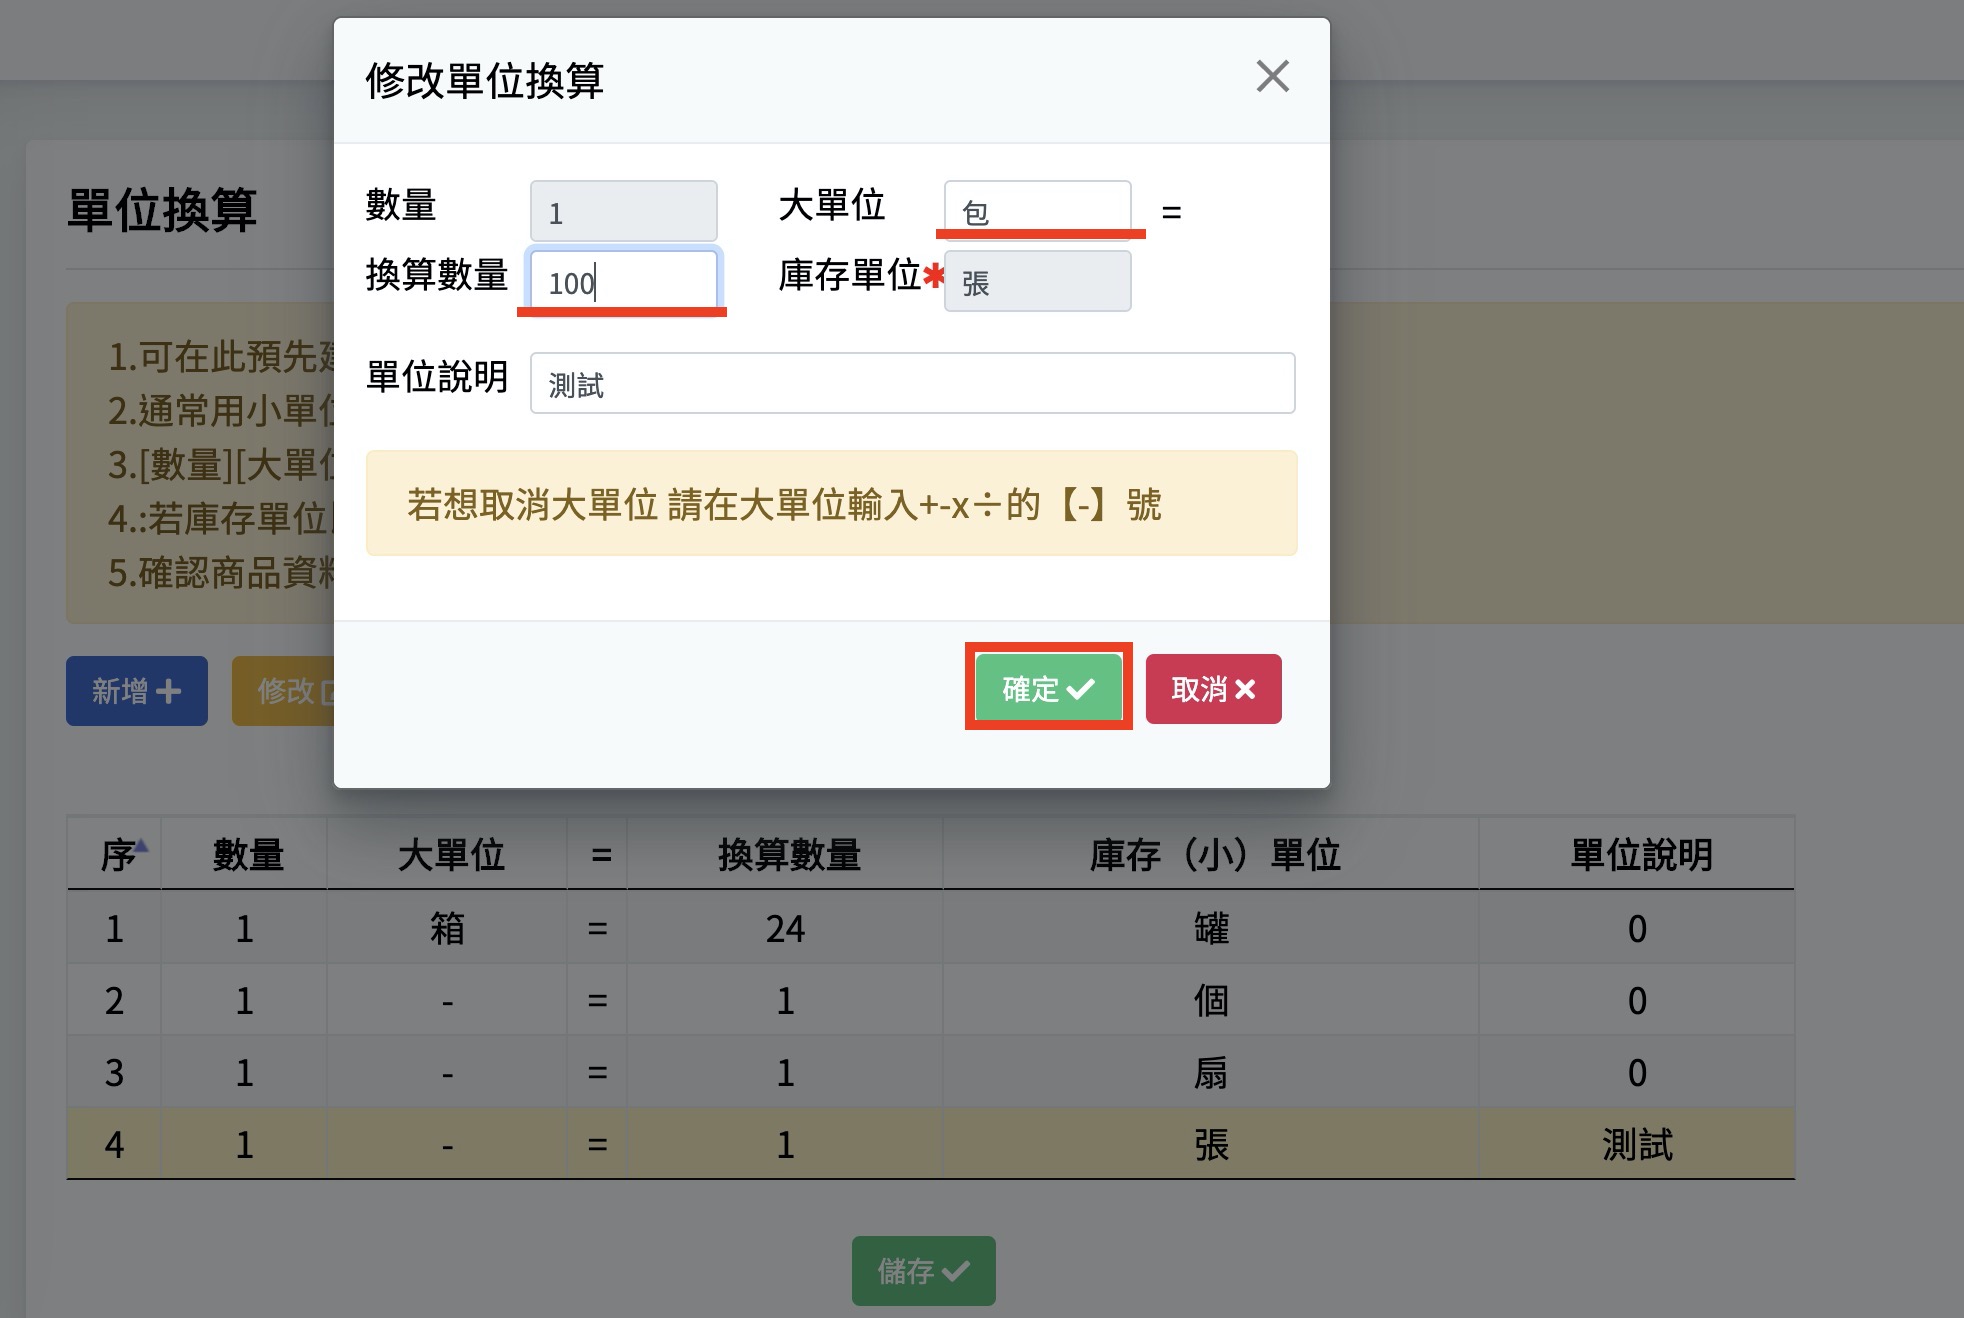 修改單位換算
數量 1 大單位 包 =
換算數量 100 庫存單位* 張
單位說明 測試
若想取消大單位 請在大單位輸入+-x÷的【-】號
確定 取消
單位換算
1.可在此預先
2.通常用小單位
3.[數量][大單位
4.:若庫存單位
5.確認商品資料
新增 修改
序 數量 大單位 = 換算數量 庫存（小）單位 單位說明
1 1 箱 = 24 罐 0
2 1 - = 1 個 0
3 1 - = 1 扇 0
4 1 - = 1 張 測試
儲存